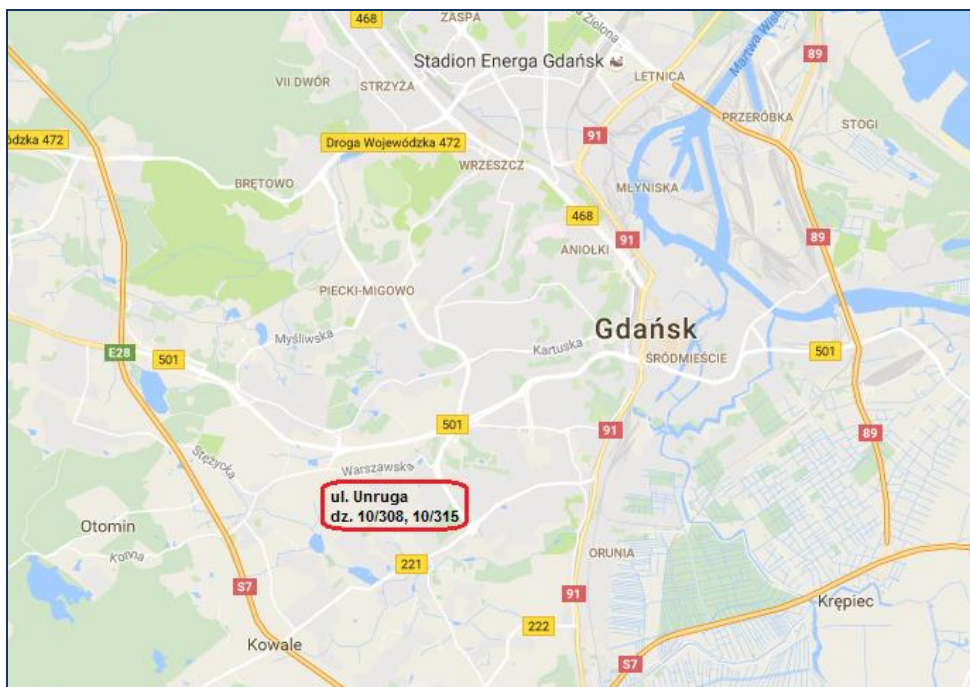 468
ZASPA
na Zielona
Martwa Wisła
Stadion Energa Gdańsk
89
VII DWÓR
STRZYŻA
LETNICA
PRZERÓBKA
STOGI
ódzka 472
Droga Wojewódzka 472
91
WRZESZCZ
BRĘTOWO
MŁYNISKA
468
91
89
ANIOŁKI
PIECKI-MIGOWO
Myśliwska
Gdańsk
E28
501
Kartuska
ŚRÓDMIEŚCIE
501
501
91
89
Stężycka
Warszawska
ul. Unruga
dz. 10/308, 10/315
Otomin
Konna
221
ORUNIA
S7
91
Krępiec
222
Kowale
S7